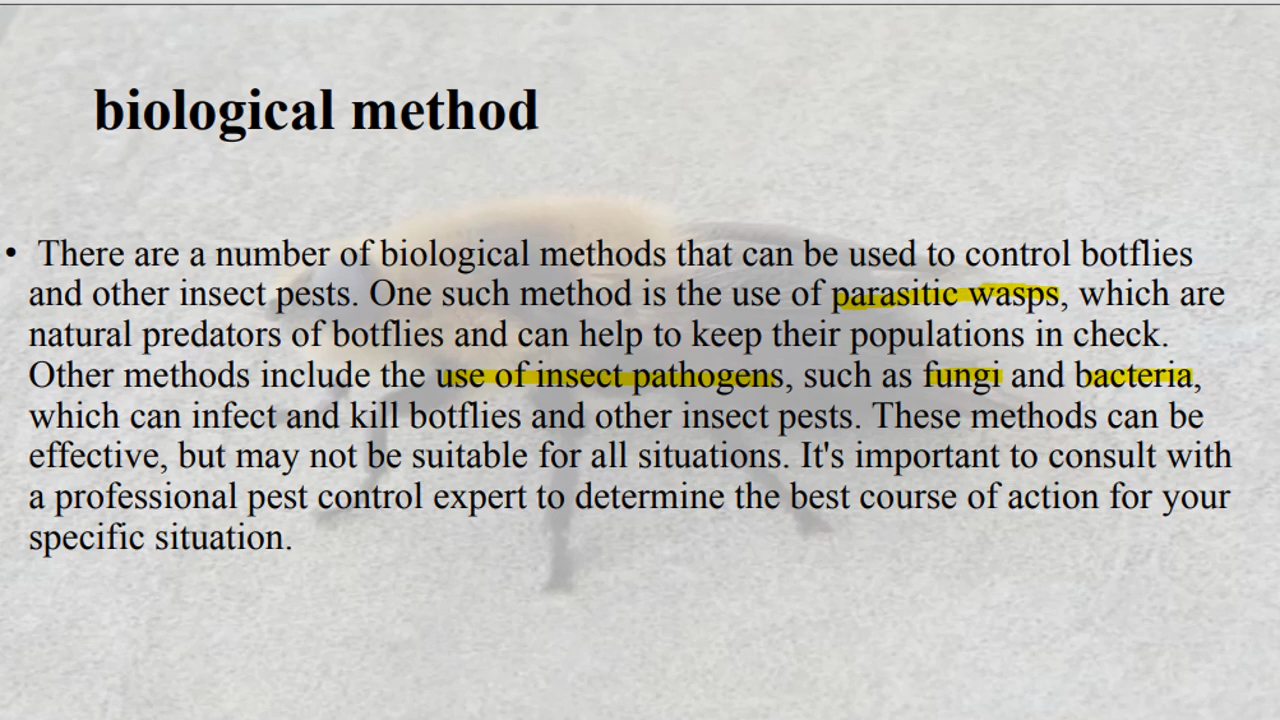 biological method
• There are a number of biological methods that can be used to control botflies
and other insect pests. One such method is the use of parasitic wasps, which are
natural predators of botflies and can help to keep their populations in check.
Other methods include the use of insect pathogens, such as fungi and bacteria,
which can infect and kill botflies and other insect pests. These methods can be
effective, but may not be suitable for all situations. It's important to consult with
a professional pest control expert to determine the best course of action for your
specific situation.